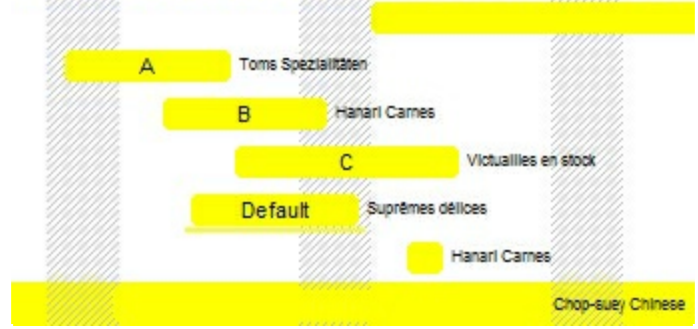 A Toms Spezialitäten
B Hanari Carnes
C Victuailles en stock
Default Suprêmes délices
Hanari Carnes
Chop-suey Chinese